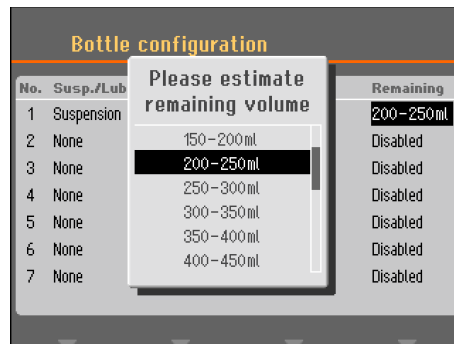 Bottle configuration
Please estimate
remaining volume
No. Susp./Lub Remaining
1 Suspension 200-250ml
2 None Disabled
3 None Disabled
4 None Disabled
5 None Disabled
6 None Disabled
7 None Disabled
150-200ml
200-250ml
250-300ml
300-350ml
350-400ml
400-450ml